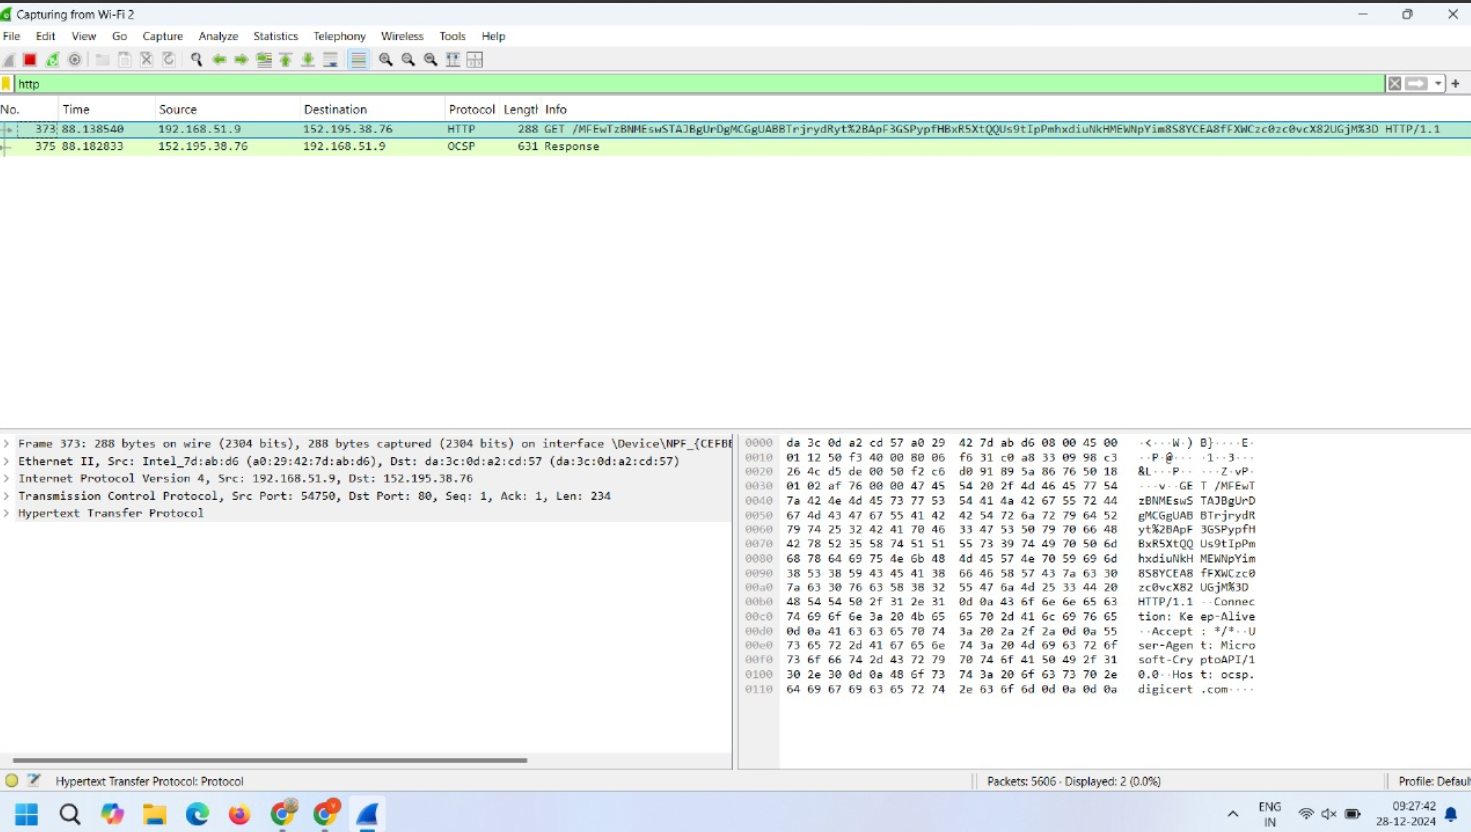 Capturing from Wi-Fi 2
File Edit View Go Capture Analyze Statistics Telephony Wireless Tools Help
http
No. Time Source Destination Protocol Length Info
373 88.138540 192.168.51.9 152.195.38.76 HTTP 288 GET /MFEwTzBNMEswSTAJBgUrDgMCGgUABBTrjrydRyt%2BApF3GSPypfHBxR5XtQQUs9tIpPmhxdiuNkHMEWNpYim8S8YCEA8fFXWCzc0zc0vcX82UGjM%3D HTTP/1.1
375 88.182833 152.195.38.76 192.168.51.9 OCSP 631 Response
Frame 373: 288 bytes on wire (2304 bits), 288 bytes captured (2304 bits) on interface \Device\NPF_{CEFBE
Ethernet II, Src: Intel_7d:ab:d6 (a0:29:42:7d:ab:d6), Dst: da:3c:0d:a2:cd:57 (da:3c:0d:a2:cd:57)
Internet Protocol Version 4, Src: 192.168.51.9, Dst: 152.195.38.76
Transmission Control Protocol, Src Port: 54750, Dst Port: 80, Seq: 1, Ack: 1, Len: 234
Hypertext Transfer Protocol
0000 da 3c 0d a2 cd 57 a0 29 42 7d ab d6 08 00 45 00 ·<···W·) B}····E·
0010 01 12 50 f3 40 00 80 06 f6 31 c0 a8 33 09 98 c3 ··P·@··· ·1··3···
0020 26 4c d5 de 00 50 f2 c6 d0 91 89 5a 86 76 50 18 &L···P·· ···Z·vP·
0030 01 02 af 76 00 00 47 45 54 20 2f 4d 46 45 77 54 ···v··GE T /MFEwT
0040 7a 42 4e 4d 45 73 77 53 54 41 4a 42 67 55 72 44 zBNMEswS TAJBgUrD
0050 67 4d 43 47 67 55 41 42 42 54 72 6a 72 79 64 52 gMCGgUAB BTrjrydR
0060 79 74 25 32 42 41 70 46 33 47 53 50 79 70 66 48 yt%2BApF 3GSPypfH
0070 42 78 52 35 58 74 51 51 55 73 39 74 49 70 50 6d BxR5XtQQ Us9tIpPm
0080 68 78 64 69 75 4e 6b 48 4d 45 57 4e 70 59 69 6d hxdiuNkH MEWNpYim
0090 38 53 38 59 43 45 41 38 66 46 58 57 43 7a 63 30 8S8YCEA8 fFXWCzc0
00a0 7a 63 30 76 63 58 38 32 55 47 6a 4d 25 33 44 20 zc0vcX82 UGjM%3D
00b0 48 54 54 50 2f 31 2e 31 0d 0a 43 6f 6e 6e 65 63 HTTP/1.1 ··Connec
00c0 74 69 6f 6e 3a 20 4b 65 65 70 2d 41 6c 69 76 65 tion: Ke ep-Alive
00d0 0d 0a 41 63 63 65 70 74 3a 20 2a 2f 2a 0d 0a 55 ··Accept : */*··U
00e0 73 65 72 2d 41 67 65 6e 74 3a 20 4d 69 63 72 6f ser-Agen t: Micro
00f0 73 6f 66 74 2d 43 72 79 70 74 6f 41 50 49 2f 31 soft-Cry ptoAPI/1
0100 30 2e 30 0d 0a 48 6f 73 74 3a 20 6f 63 73 70 2e 0.0··Hos t: ocsp.
0110 64 69 67 69 63 65 72 74 2e 63 6f 6d 0d 0a 0d 0a digicert .com····
Hypertext Transfer Protocol: Protocol Packets: 5606 · Displayed: 2 (0.0%) Profile: Defaul
ENG
IN
09:27:42
28-12-2024